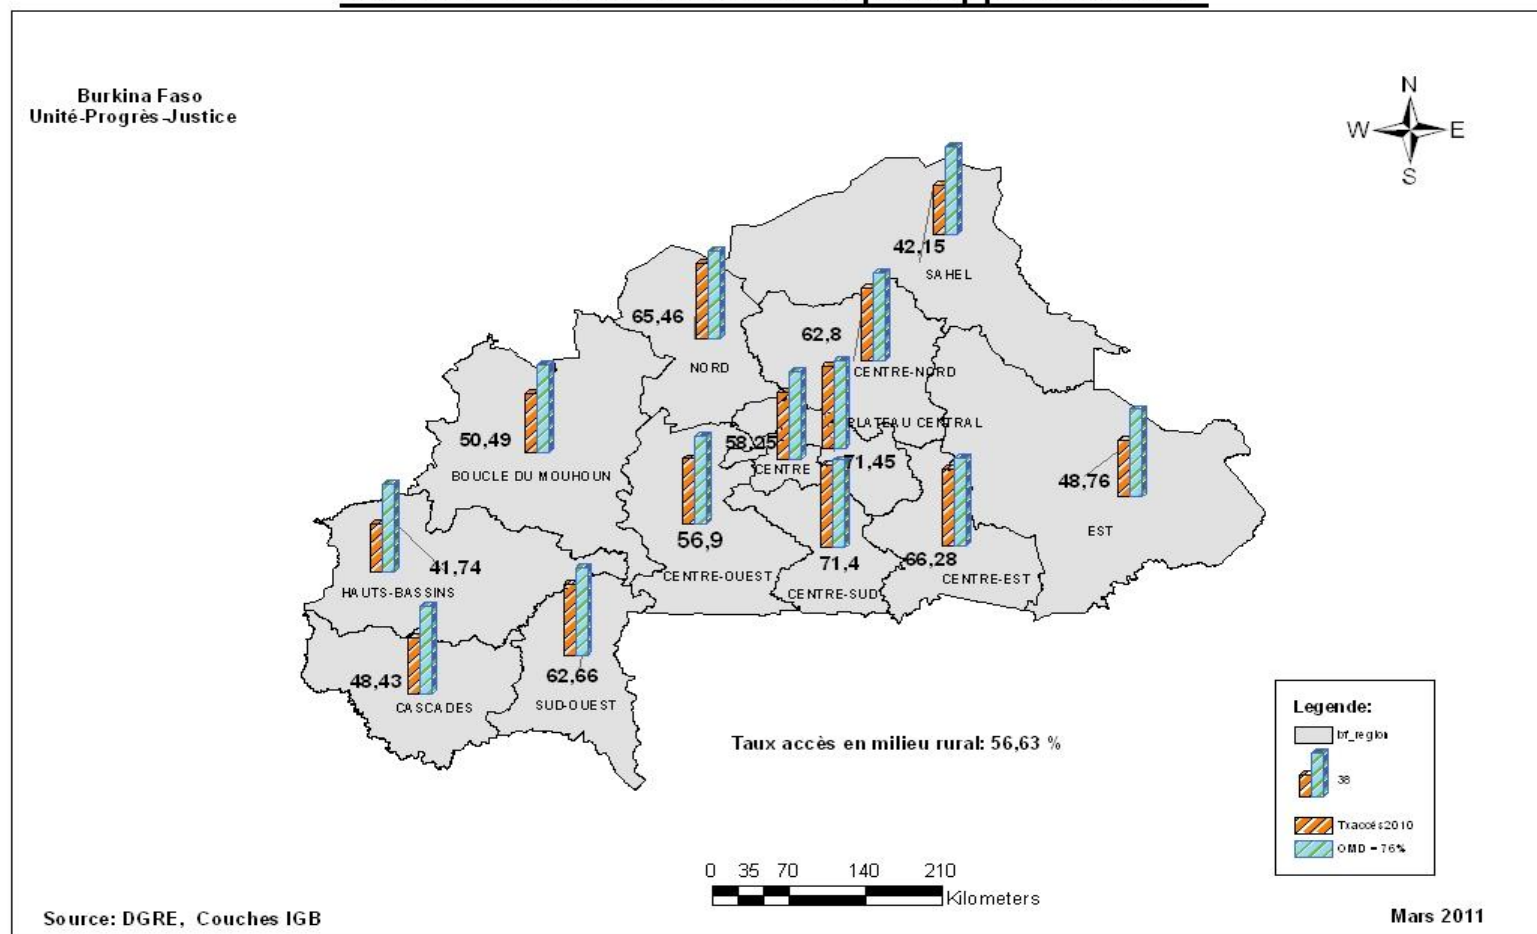 Burkina Faso
Unité-Progrès-Justice
N
W E
S
42,15
SAHEL
65,46
NORD
62,8
CENTRE-NORD
50,49
BOUCLE DU MOUHOUN
58,25
CENTRE
PLATEAU CENTRAL
71,45
48,76
EST
56,9
CENTRE-OUEST
71,4
CENTRE-SUD
66,28
CENTRE-EST
41,74
HAUTS-BASSINS
48,43
CASCADES
62,66
SUD-OUEST
Taux accès en milieu rural: 56,63 %
Legende:
bf_region
38
Txaccés2010
OMD = 76%
0 35 70 140 210
Kilometers
Source: DGRE, Couches IGB
Mars 2011